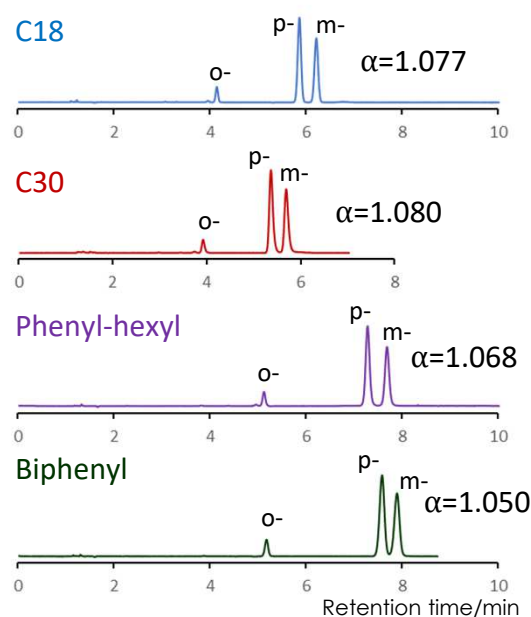 C18
o-
p-
m-
α=1.077
0 2 4 6 8 10
C30
o-
p-
m-
α=1.080
0 2 4 6 8
Phenyl-hexyl
o-
p-
m-
α=1.068
0 2 4 6 8 10
Biphenyl
o-
p-
m-
α=1.050
0 2 4 6 8 10
Retention time/min